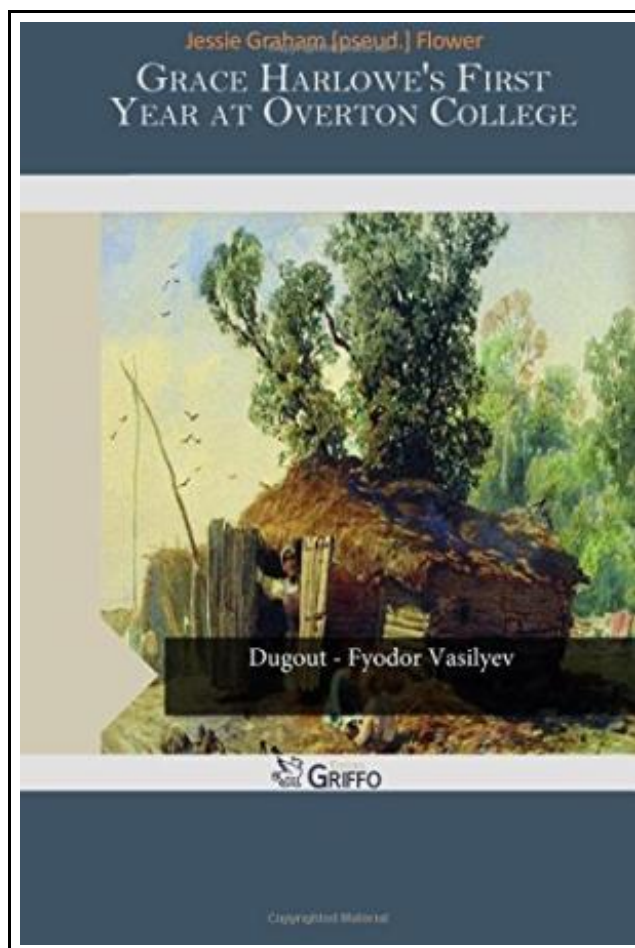 Jessie Graham [pseud.] Flower
GRACE HARLOWE'S FIRST
YEAR AT OVERTON COLLEGE
Dugout - Fyodor Vasilyev
GRIFFO
Copyrighted Material